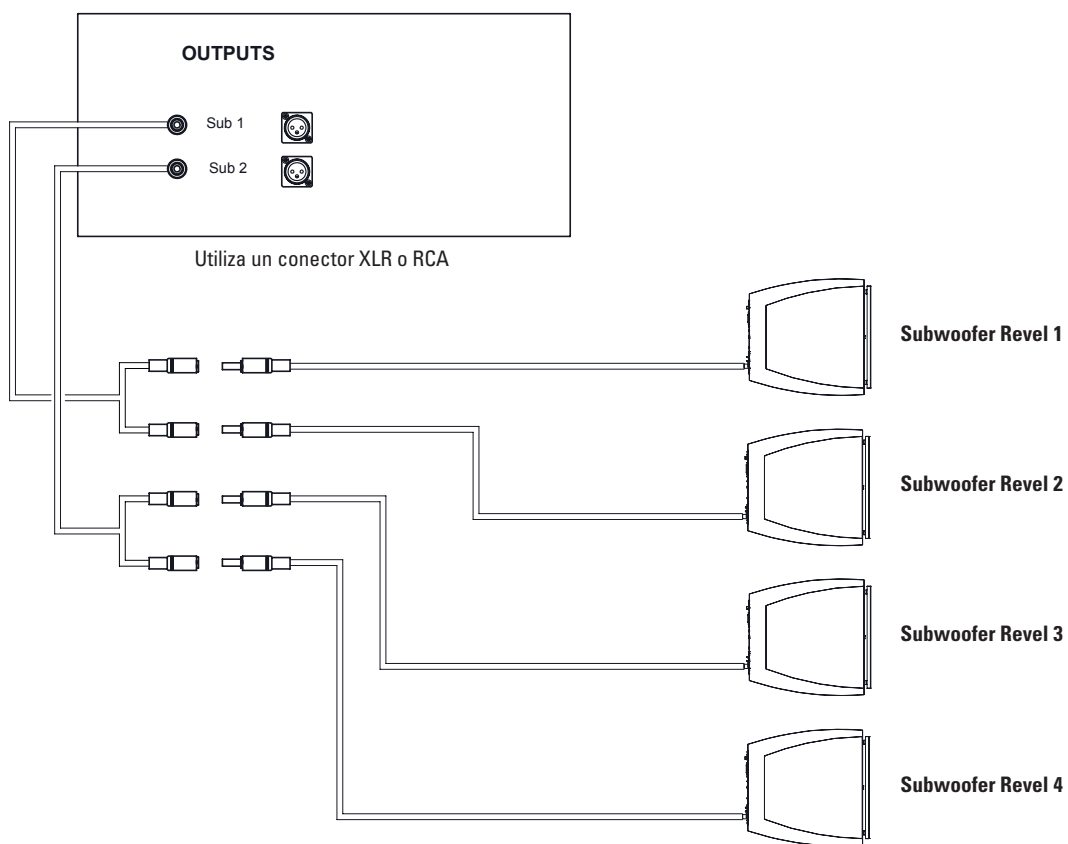 OUTPUTS
Sub 1
Sub 2
Utiliza un conector XLR o RCA
Subwoofer Revel 1
Subwoofer Revel 2
Subwoofer Revel 3
Subwoofer Revel 4